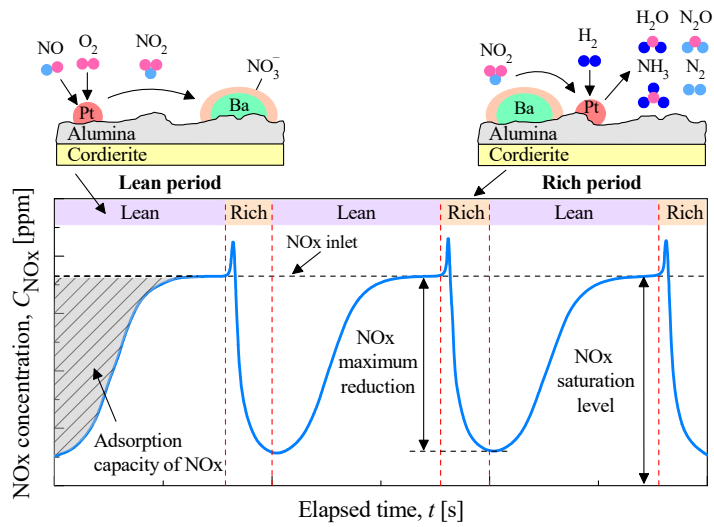 NO
O₂
NO₂
NO₃⁻
Pt
Ba
Alumina
Cordierite
Lean period
NO₂
H₂
H₂O
N₂O
NH₃
N₂
Ba
Pt
Alumina
Cordierite
Rich period
Lean
Rich
Lean
Rich
Lean
Rich
NOx inlet
NOx
maximum
reduction
NOx
saturation
level
Adsorption
capacity of NOx
NOx concentration, C_NOx [ppm]
Elapsed time, t [s]